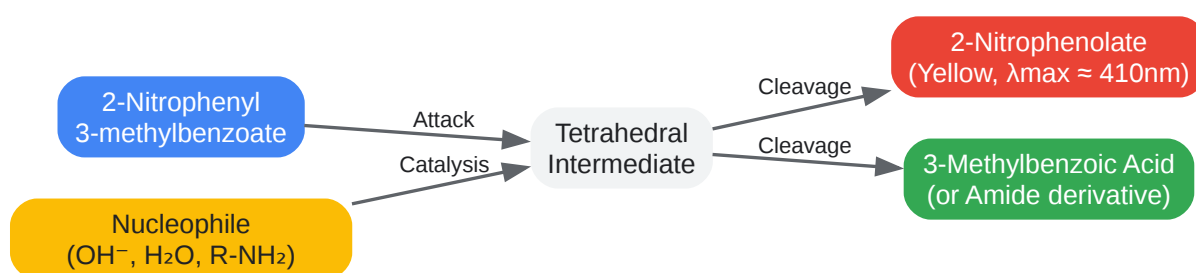 2-Nitrophenyl
3-methylbenzoate
Attack
Nucleophile
(OH⁻, H₂O, R-NH₂)
Catalysis
Tetrahedral
Intermediate
Cleavage
2-Nitrophenolate
(Yellow, λmax ≈ 410nm)
Cleavage
3-Methylbenzoic Acid
(or Amide derivative)